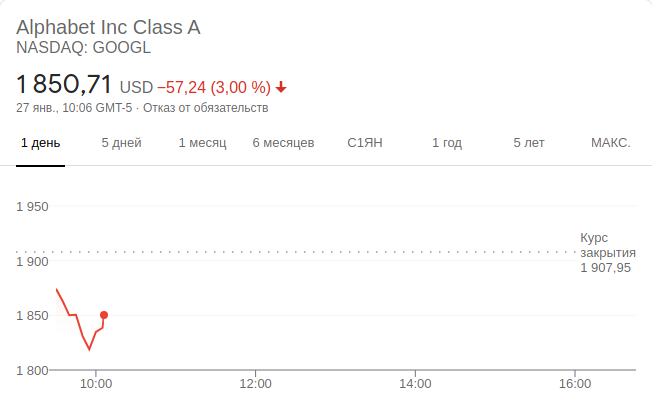 Alphabet Inc Class A
NASDAQ: GOOGL
1 850,71 USD −57,24 (3,00 %)
27 янв., 10:06 GMT-5 · Отказ от обязательств
1 день 5 дней 1 месяц 6 месяцев С1ЯН 1 год 5 лет МАКС.
1 950
Курс
закрытия
1 907,95
1 900
1 850
1 800
10:00 12:00 14:00 16:00